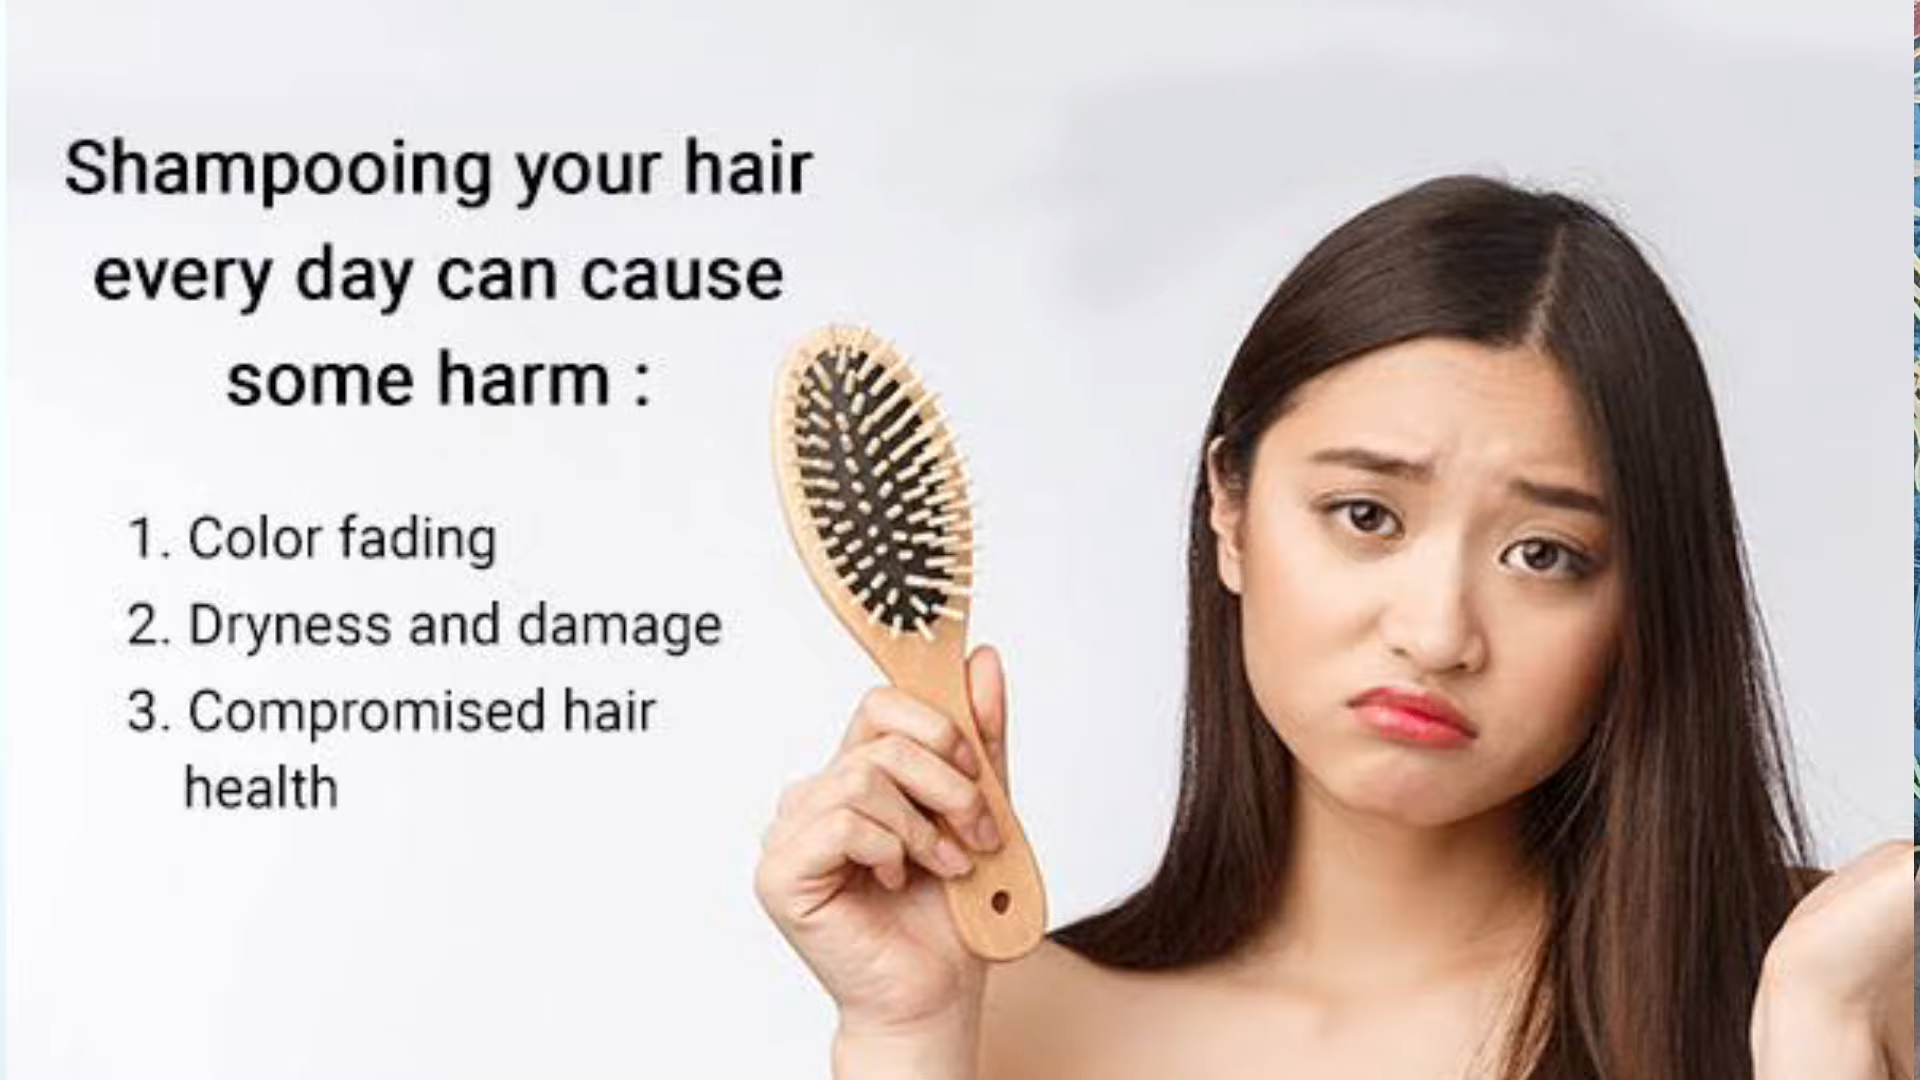 Shampooing your hair
every day can cause
some harm :
1. Color fading
2. Dryness and damage
3. Compromised hair
health